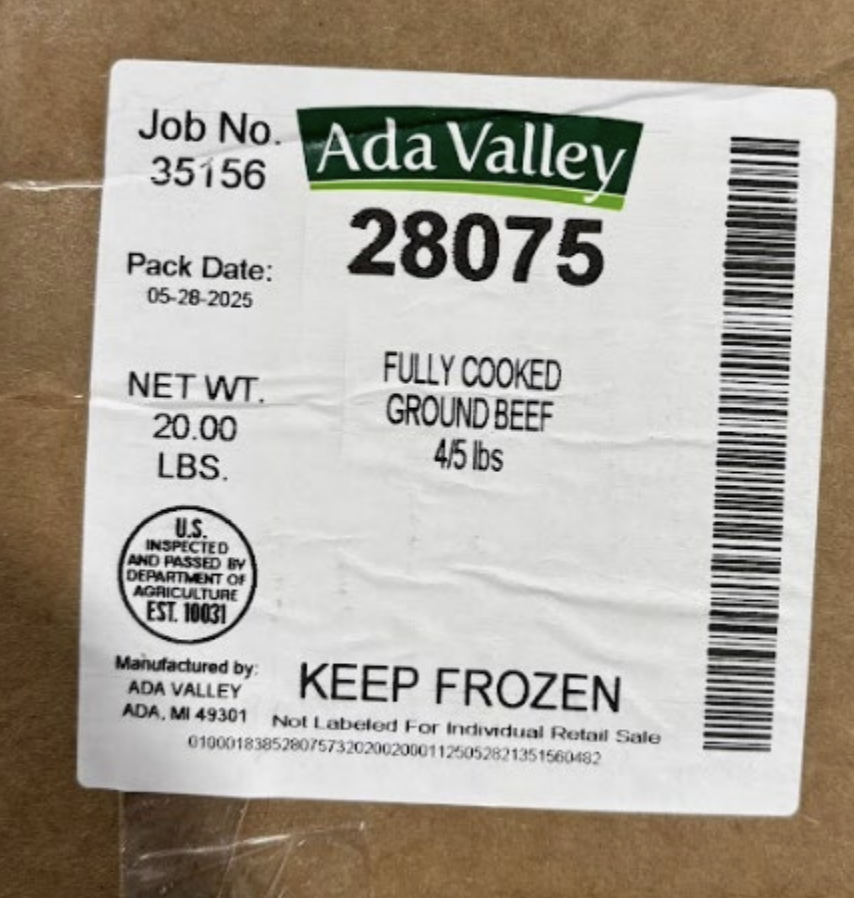 Job No.
35156
Ada Valley
28075
Pack Date:
05-28-2025
FULLY COOKED
GROUND BEEF
4/5 lbs
NET WT.
20.00
LBS.
U.S.
INSPECTED
AND PASSED BY
DEPARTMENT OF
AGRICULTURE
EST. 10031
Manufactured by:
ADA VALLEY
ADA, MI 49301
KEEP FROZEN
Not Labeled For Individual Retail Sale
010001838528075732020020001125052821351560482